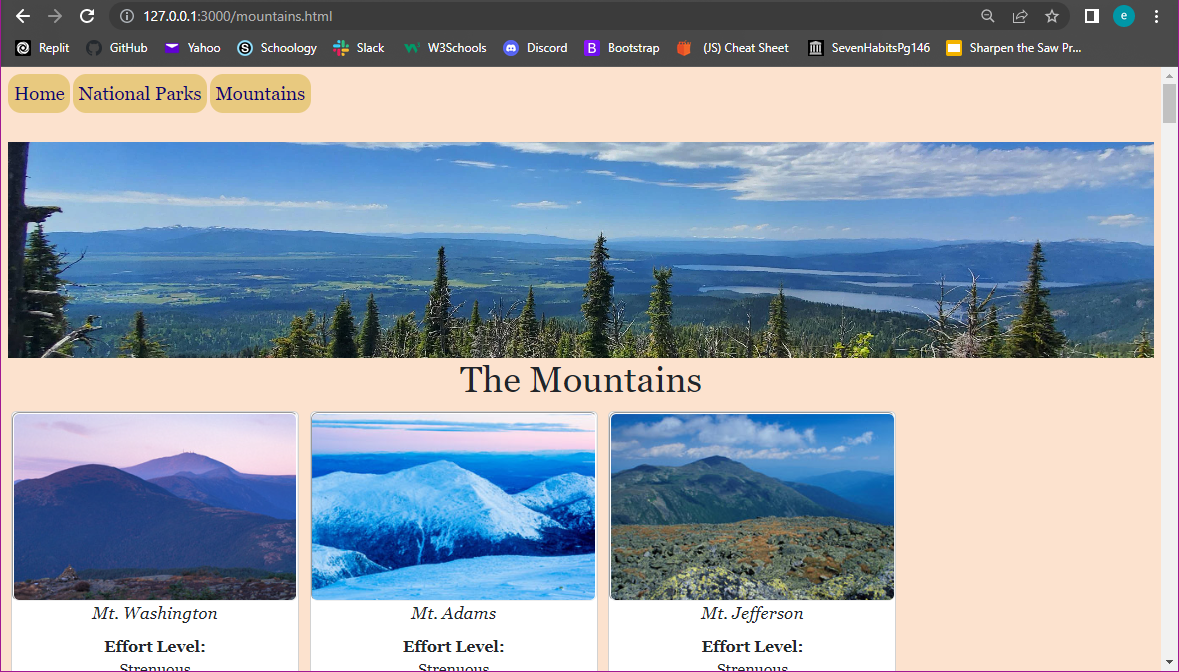 127.0.0.1:3000/mountains.html e
Replit GitHub Yahoo Schoology Slack W3Schools Discord B Bootstrap (JS) Cheat Sheet SevenHabitsPg146 Sharpen the Saw Pr...
Home National Parks Mountains
The Mountains
Mt. Washington Mt. Adams Mt. Jefferson
Effort Level: Effort Level: Effort Level:
Strenuous Strenuous Strenuous